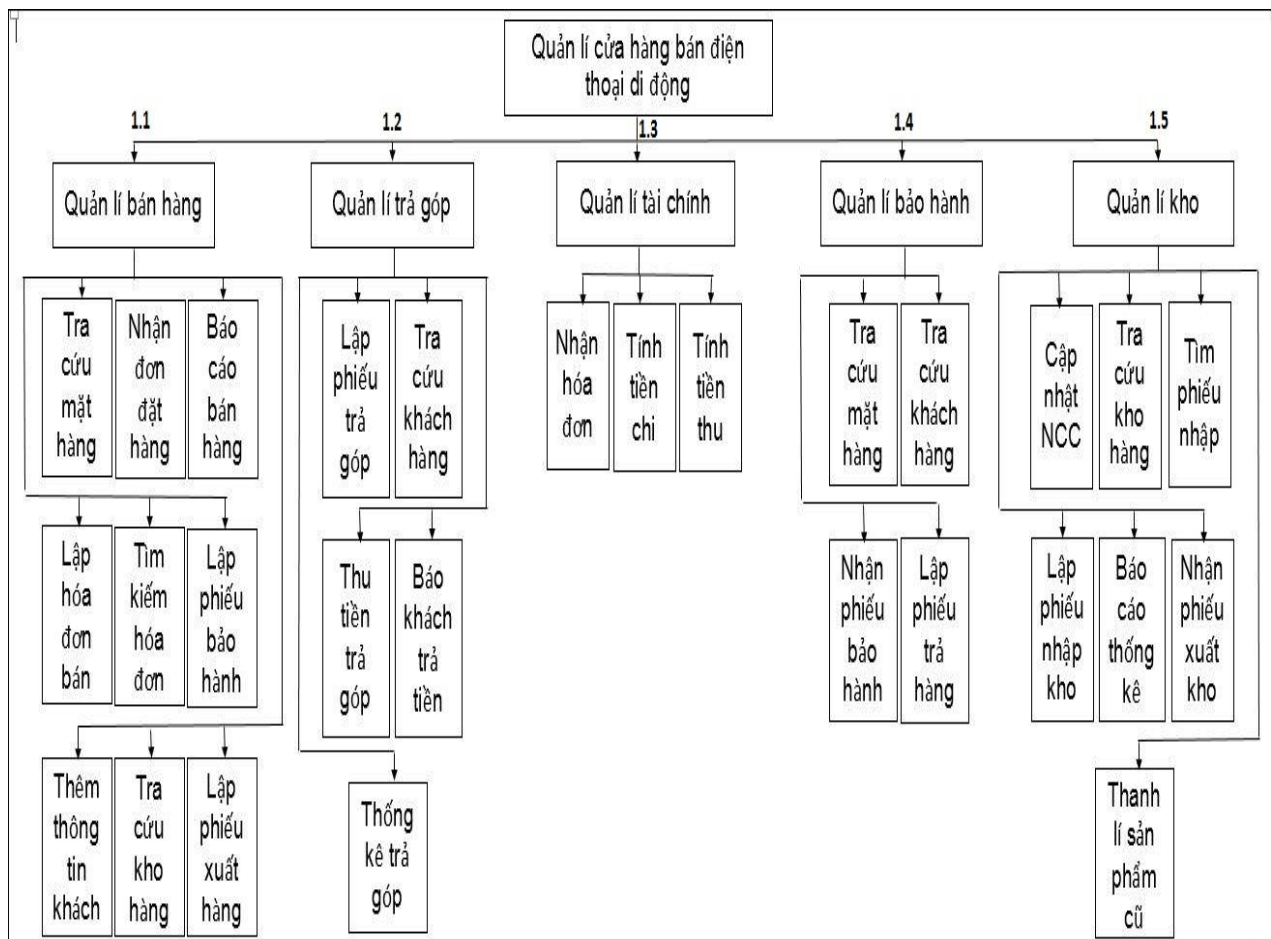 Quản lí cửa hàng bán điện
thoại di động
1.1
1.2
1.3
1.4
1.5
Quản lí bán hàng
Quản lí trả góp
Quản lí tài chính
Quản lí bảo hành
Quản lí kho
Tra
cứu
mặt
hàng
Nhận
đơn
đặt
hàng
Báo
cáo
bán
hàng
Lập
phiếu
trả
góp
Tra
cứu
khách
hàng
Nhận
hóa
đơn
Tính
tiền
chi
Tính
tiền
thu
Tra
cứu
mặt
hàng
Tra
cứu
khách
hàng
Cập
nhật
NCC
Tra
cứu
kho
hàng
Tìm
phiếu
nhập
Lập
hóa
đơn
bán
Tìm
kiếm
hóa
đơn
Lập
phiếu
bảo
hành
Thu
tiền
trả
góp
Báo
khách
trả
tiền
Nhận
phiếu
bảo
hành
Lập
phiếu
trả
hàng
Lập
phiếu
nhập
kho
Báo
cáo
thống
kê
Nhận
phiếu
xuất
kho
Thêm
thông
tin
khách
Tra
cứu
kho
hàng
Lập
phiếu
xuất
hàng
Thống
kê trả
góp
Thanh
lí sản
phẩm
cũ